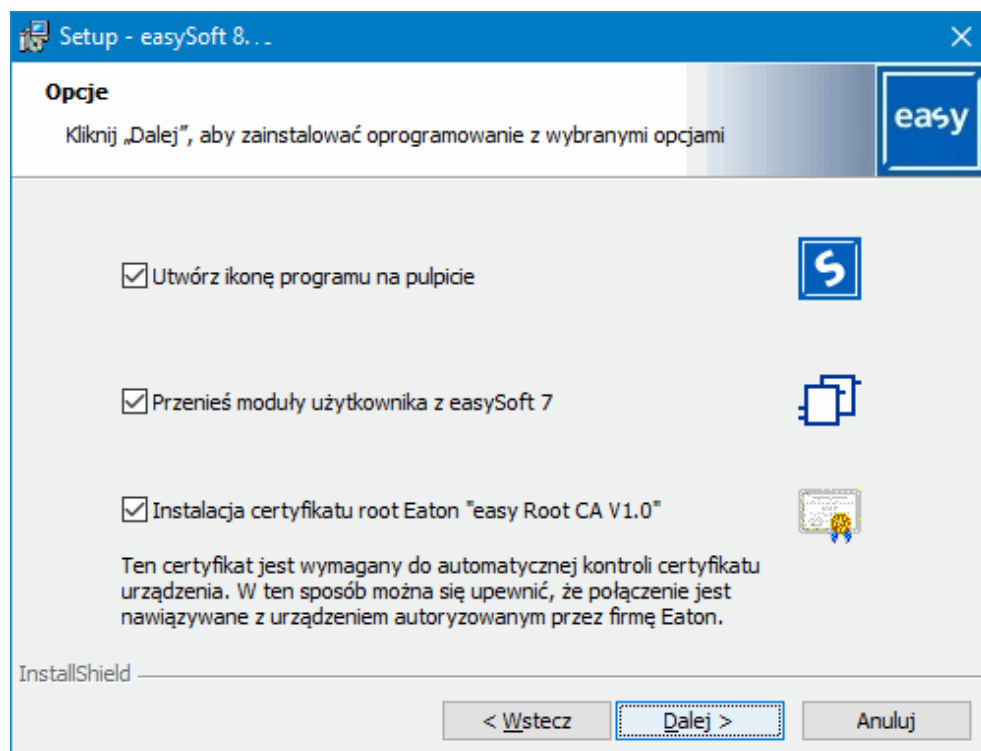 Setup - easySoft 8. . _
Opcje
Kliknij „Dalej”, aby zainstalować oprogramowanie z wybranymi opcjami
easy
Utwórz ikonę programu na pulpicie
S
Przenieś moduły użytkownika z easySoft 7
Instalacja certyfikatu root Eaton "easy Root CA V1.0"
Ten certyfikat jest wymagany do automatycznej kontroli certyfikatu
urządzenia. W ten sposób można się upewnić, że połączenie jest
nawiązywane z urządzeniem autoryzowanym przez firmę Eaton.
InstallShield
< Wstecz
Dalej >
Anuluj